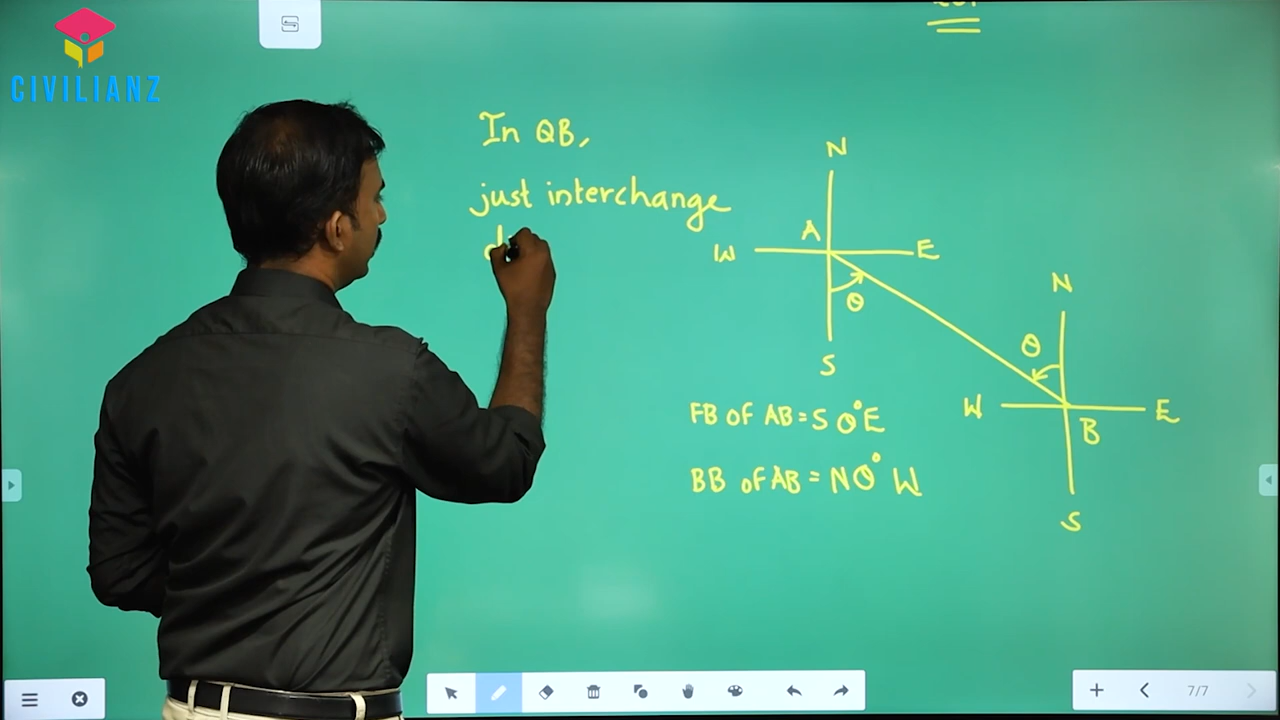 CIVILIANZ
In QB,
just interchange
N
A
W
E
θ
S
N
θ
W
E
B
S
FB OF AB = S θ° E
BB OF AB = N θ° W
7/7